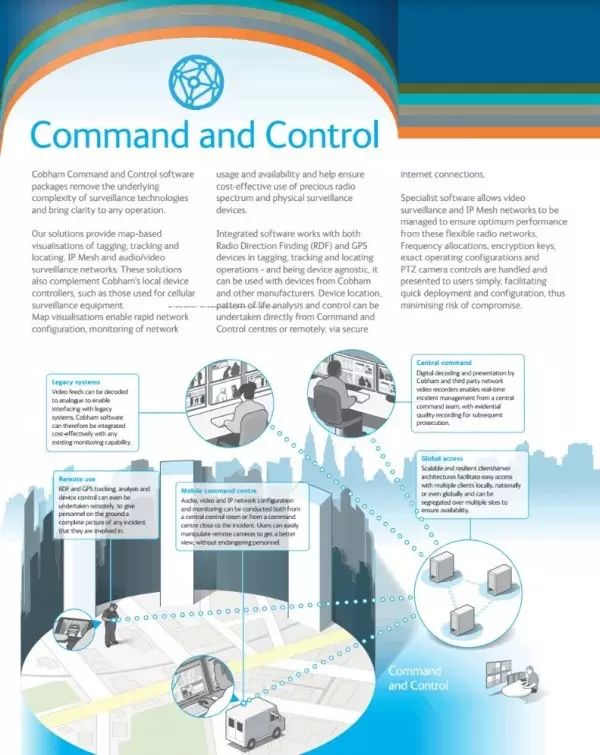 Command and Control
Cobham Command and Control software
packages remove the underlying
complexity of surveillance technologies
and bring clarity to any operation.
Our solutions provide map-based
visualisations of tagging, tracking and
locating, IP Mesh and audio/video
surveillance networks. These solutions
also complement Cobham's local device
controllers, such as those used for cellular
surveillance equipment.
Map visualisations enable rapid network
configuration, monitoring of network
usage and availability and help ensure
cost-effective use of precious radio
spectrum and physical surveillance
devices.
Integrated software works with both
Radio Direction Finding (RDF) and GPS
devices in tagging, tracking and locating
operations - and being device agnostic, it
can be used with devices from Cobham
and other manufacturers. Device location,
pattern of life analysis and control can be
undertaken directly from Command and
Control centres or remotely, via secure
internet connections.
Specialist software allows video
surveillance and IP Mesh networks to be
managed to ensure optimum performance
from these flexible radio networks,
Frequency allocations, encryption keys,
exact operating configurations and
PTZ camera controls are handled and
presented to users simply, facilitating
quick deployment and configuration, thus
minimising risk of compromise.
Legacy systems
Video feeds can be decoded
to analogue to enable
interfacing with legacy
systems. Cobham software
can therefore be integrated
cost-effectively with any
existing monitoring capability.
Central command
Digital decoding and presentation by
Cobham and third party network
video recorders enables real-time
incident management from a central
command team, with evidential
quality recording for subsequent
prosecution.
Global access
Scalable and resilient client/server
architectures facilitate easy access
with multiple clients locally, nationally
or even globally and can be
segregated over multiple sites to
ensure availability.
Remote use
RDF and GPS tracking, analysis and
device control can even be
undertaken remotely, to give
personnel on the ground a
complete picture of any incident
that they are involved in.
Mobile command centre
Audio, video and IP network configuration
and monitoring can be conducted both from
a central control room or from a command
centre close to the incident. Users can easily
manipulate remote cameras to get a better
view, without endangering personnel.
Command
and Control